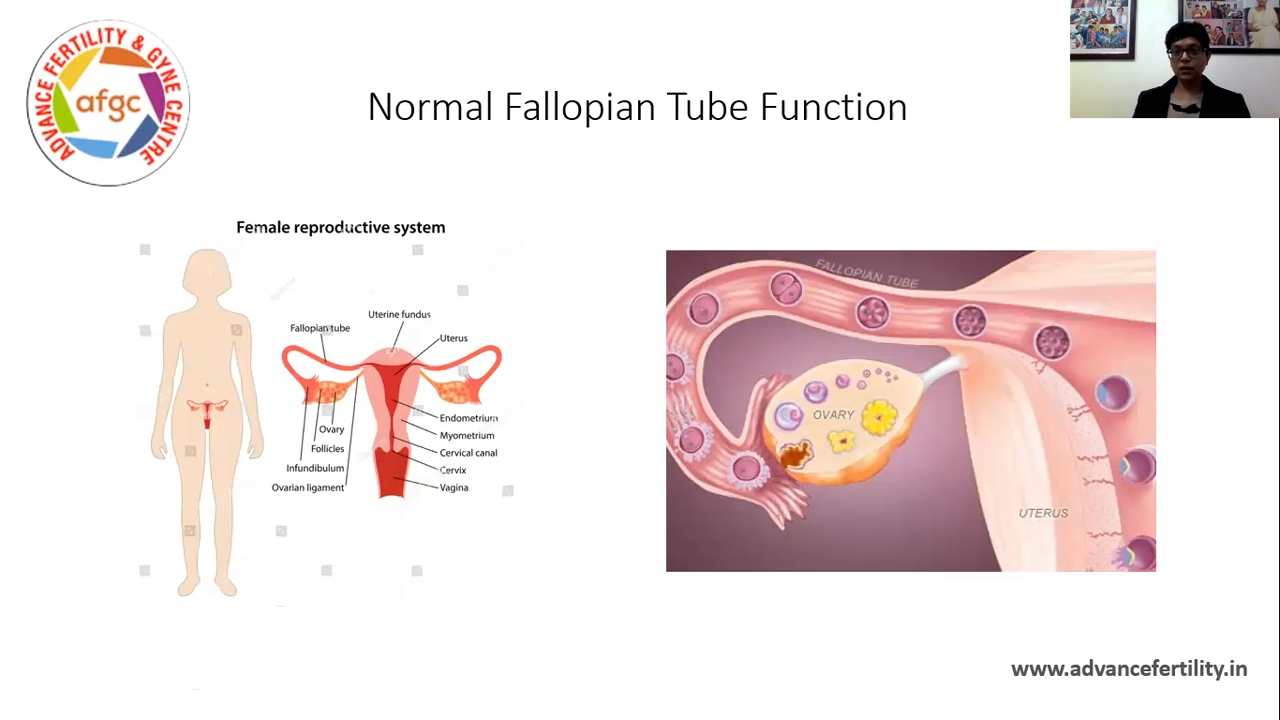 ADVANCE FERTILITY & GYNE CENTRE
afgc
Normal Fallopian Tube Function
Female reproductive system
Uterine fundus
Fallopian tube
Uterus
Endometrium
Myometrium
Ovary
Cervical canal
Follicles
Infundibulum
Cervix
Ovarian ligament
Vagina
FALLOPIAN TUBE
OVARY
UTERUS
www.advancefertility.in